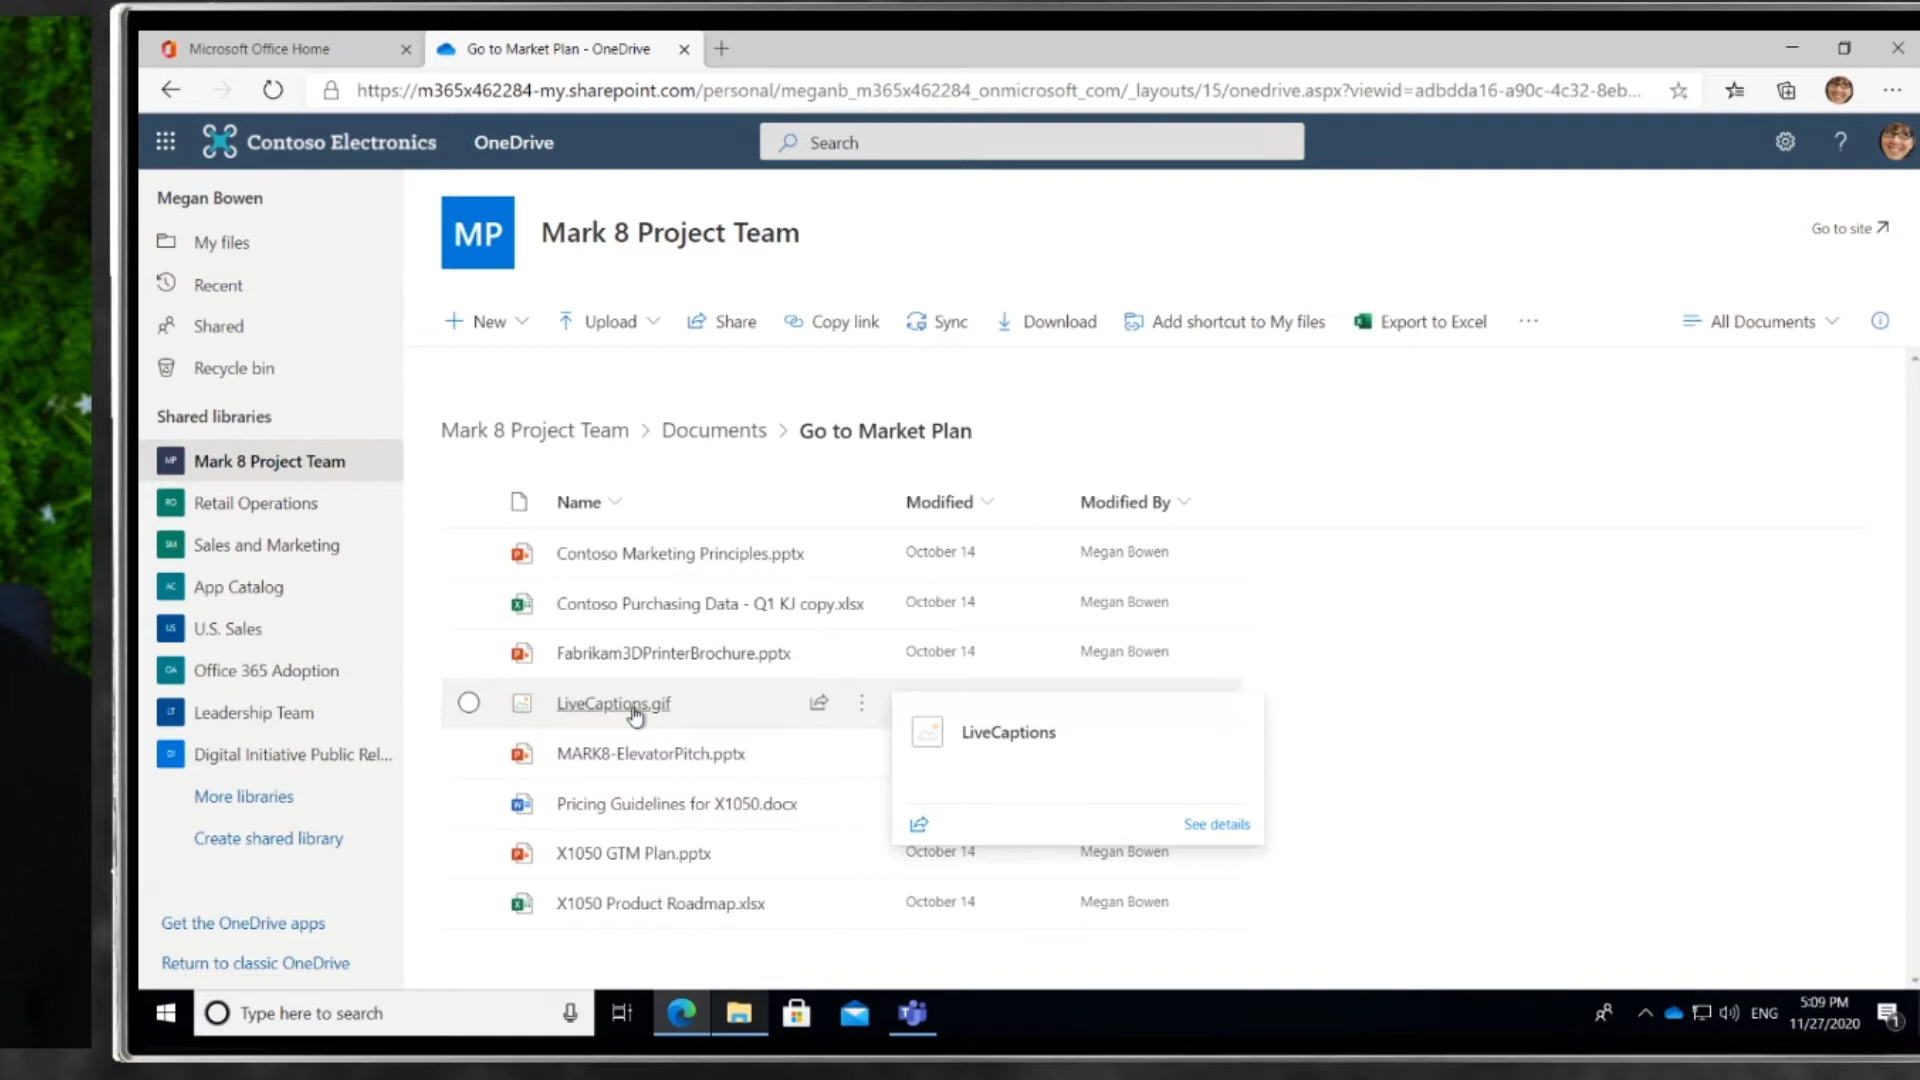 Microsoft Office Home
Go to Market Plan - OneDrive
https://m365x462284-my.sharepoint.com/personal/meganb_m365x462284_onmicrosoft_com/_layouts/15/onedrive.aspx?viewid=adbdda16-a90c-4c32-8eb...
Contoso Electronics
OneDrive
Search
Megan Bowen
My files
Recent
Shared
Recycle bin
Shared libraries
MP Mark 8 Project Team
RO Retail Operations
SM Sales and Marketing
AC App Catalog
US U.S. Sales
OA Office 365 Adoption
LT Leadership Team
DI Digital Initiative Public Rel...
More libraries
Create shared library
Get the OneDrive apps
Return to classic OneDrive
MP
Mark 8 Project Team
Go to site
New
Upload
Share
Copy link
Sync
Download
Add shortcut to My files
Export to Excel
All Documents
Mark 8 Project Team > Documents > Go to Market Plan
Name Modified Modified By
Contoso Marketing Principles.pptx October 14 Megan Bowen
Contoso Purchasing Data - Q1 KJ copy.xlsx October 14 Megan Bowen
Fabrikam3DPrinterBrochure.pptx October 14 Megan Bowen
LiveCaptions.gif
LiveCaptions
MARK8-ElevatorPitch.pptx
Pricing Guidelines for X1050.docx
See details
X1050 GTM Plan.pptx October 14 Megan Bowen
X1050 Product Roadmap.xlsx October 14 Megan Bowen
Type here to search
ENG
5:09 PM
11/27/2020
1